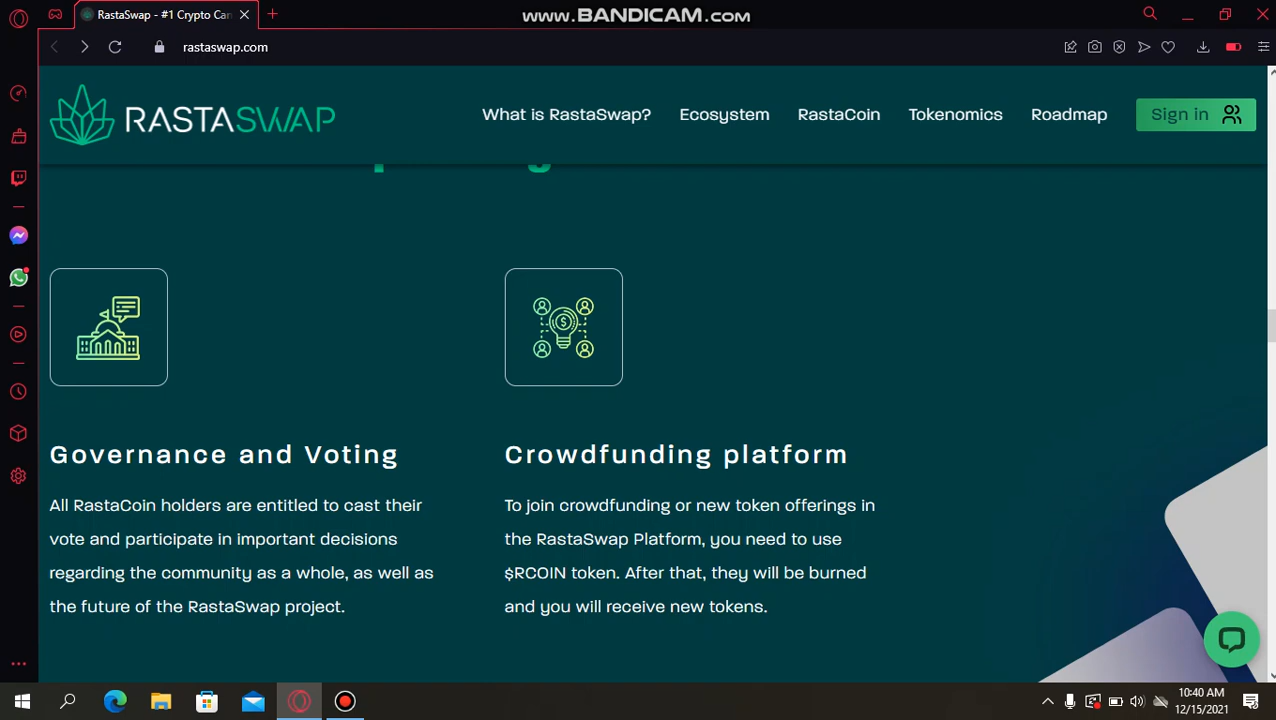 RastaSwap - #1 Crypto Can
www.BANDICAM.com
rastaswap.com
RASTASWAP
What is RastaSwap?
Ecosystem
RastaCoin
Tokenomics
Roadmap
Sign in
Governance and Voting
All RastaCoin holders are entitled to cast their
vote and participate in important decisions
regarding the community as a whole, as well as
the future of the RastaSwap project.
Crowdfunding platform
To join crowdfunding or new token offerings in
the RastaSwap Platform, you need to use
$RCOIN token. After that, they will be burned
and you will receive new tokens.
10:40 AM
12/15/2021